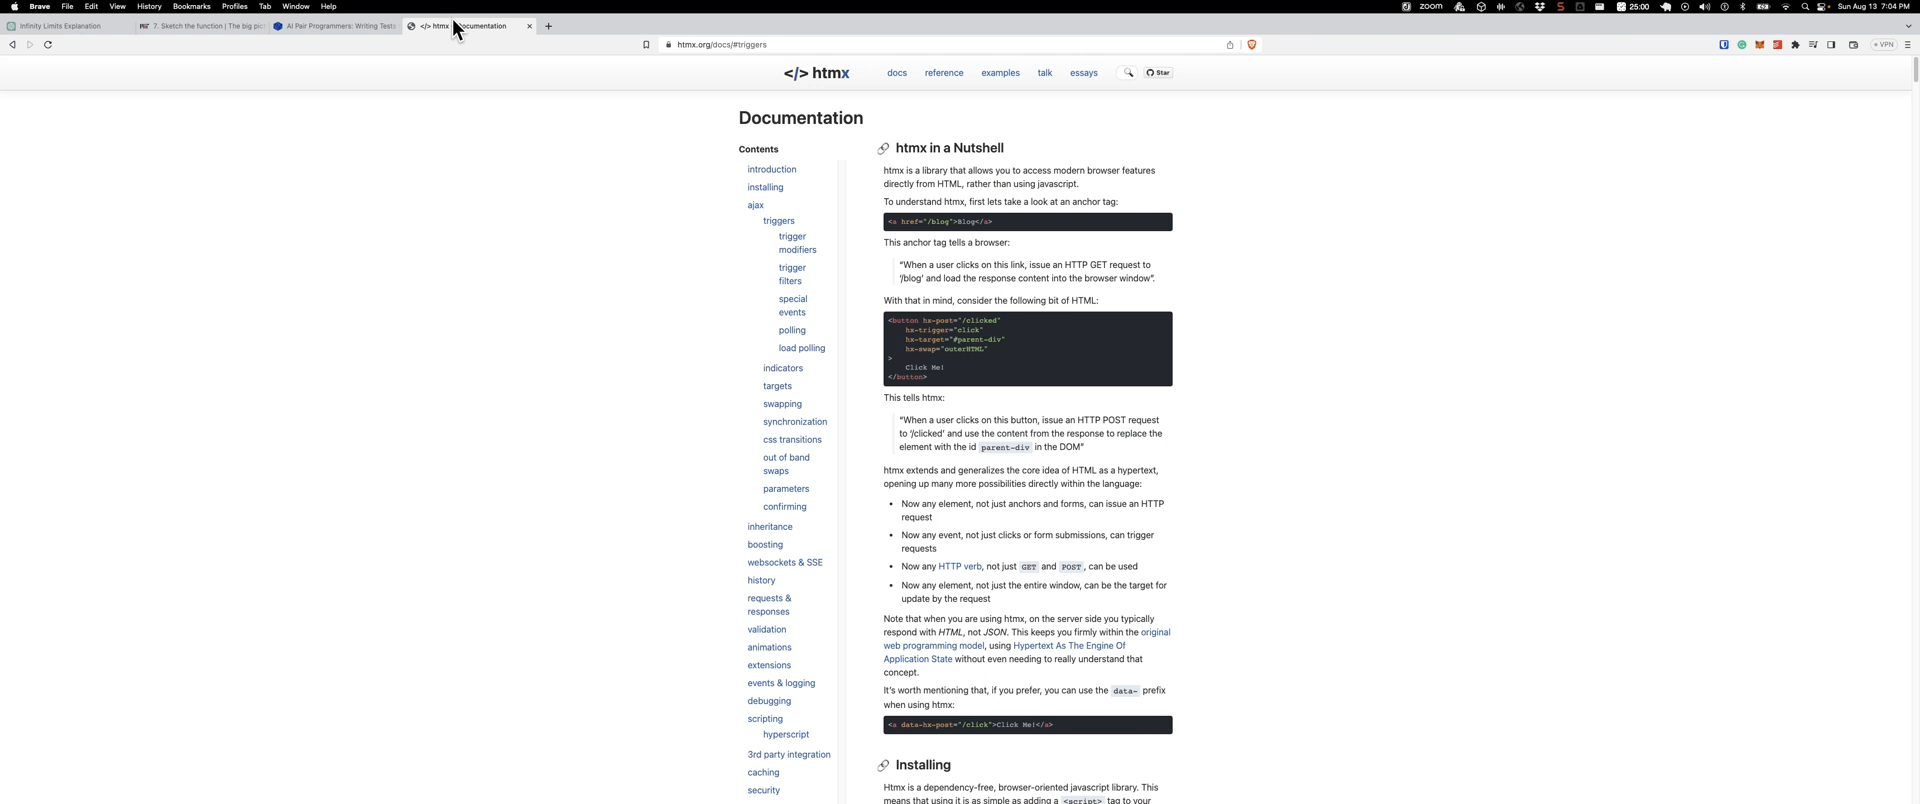 Brave File Edit View History Bookmarks Profiles Tab Window Help
zoom 25:00 Sun Aug 13 7:04 PM
Infinity Limits Explanation
7. Sketch the function | The big pic
AI Pair Programmers: Writing Tests
</> htmx Documentation
htmx.org/docs/#triggers
VPN
</> htmx
docs reference examples talk essays
Star
Documentation
Contents
introduction
installing
ajax
triggers
trigger
modifiers
trigger
filters
special
events
polling
load polling
indicators
targets
swapping
synchronization
css transitions
out of band
swaps
parameters
confirming
inheritance
boosting
websockets & SSE
history
requests &
responses
validation
animations
extensions
events & logging
debugging
scripting
hyperscript
3rd party integration
caching
security
htmx in a Nutshell
htmx is a library that allows you to access modern browser features
directly from HTML, rather than using javascript.
To understand htmx, first lets take a look at an anchor tag:
<a href="/blog">Blog</a>
This anchor tag tells a browser:
“When a user clicks on this link, issue an HTTP GET request to
‘/blog’ and load the response content into the browser window”.
With that in mind, consider the following bit of HTML:
<button hx-post="/clicked"
hx-trigger="click"
hx-target="#parent-div"
hx-swap="outerHTML"
>
Click Me!
</button>
This tells htmx:
“When a user clicks on this button, issue an HTTP POST request
to ‘/clicked’ and use the content from the response to replace the
element with the id parent-div in the DOM”
htmx extends and generalizes the core idea of HTML as a hypertext,
opening up many more possibilities directly within the language:
• Now any element, not just anchors and forms, can issue an HTTP
request
• Now any event, not just clicks or form submissions, can trigger
requests
• Now any HTTP verb, not just GET and POST, can be used
• Now any element, not just the entire window, can be the target for
update by the request
Note that when you are using htmx, on the server side you typically
respond with HTML, not JSON. This keeps you firmly within the original
web programming model, using Hypertext As The Engine Of
Application State without even needing to really understand that
concept.
It's worth mentioning that, if you prefer, you can use the data- prefix
when using htmx:
<a data-hx-post="/click">Click Me!</a>
Installing
Htmx is a dependency-free, browser-oriented javascript library. This
means that using it is as simple as adding a <script> tag to your